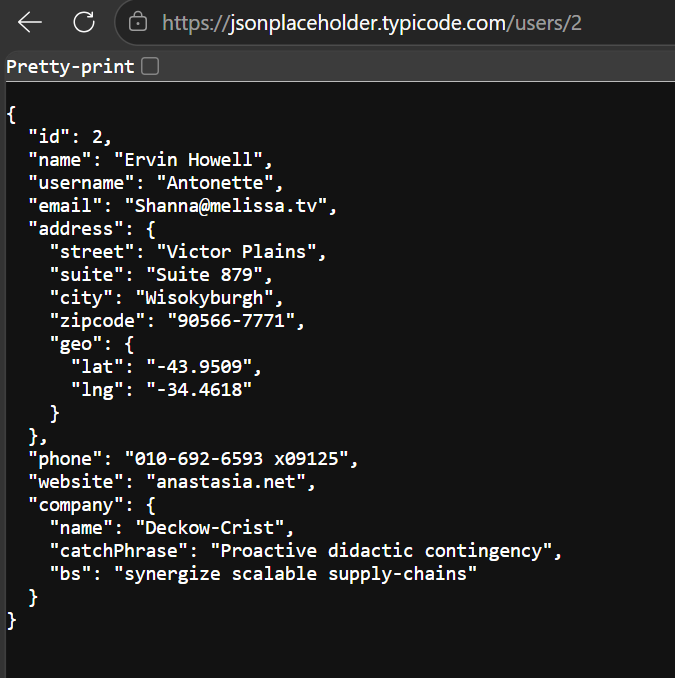 https://jsonplaceholder.typicode.com/users/2
Pretty-print
{
  "id": 2,
  "name": "Ervin Howell",
  "username": "Antonette",
  "email": "Shanna@melissa.tv",
  "address": {
    "street": "Victor Plains",
    "suite": "Suite 879",
    "city": "Wisokyburgh",
    "zipcode": "90566-7771",
    "geo": {
      "lat": "-43.9509",
      "lng": "-34.4618"
    }
  },
  "phone": "010-692-6593 x09125",
  "website": "anastasia.net",
  "company": {
    "name": "Deckow-Crist",
    "catchPhrase": "Proactive didactic contingency",
    "bs": "synergize scalable supply-chains"
  }
}